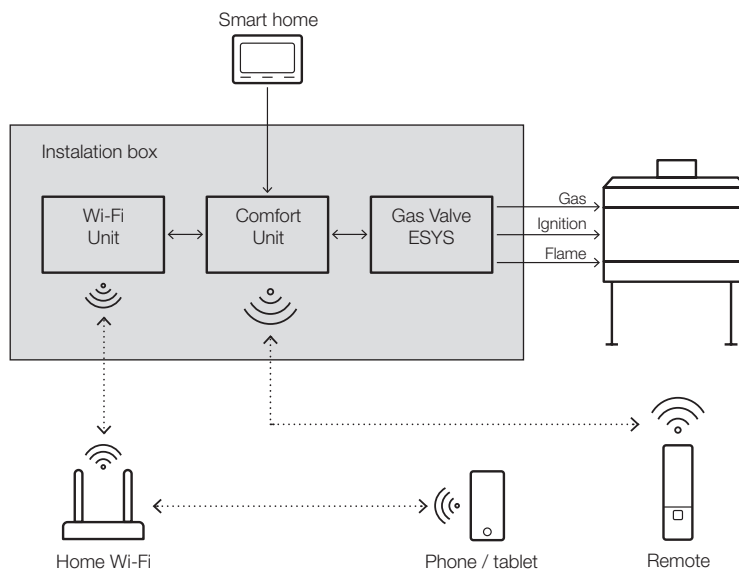 Smart home
Instalation box
Wi-Fi
Unit
Comfort
Unit
Gas Valve
ESYS
Gas
Ignition
Flame
Home Wi-Fi
Phone / tablet
Remote